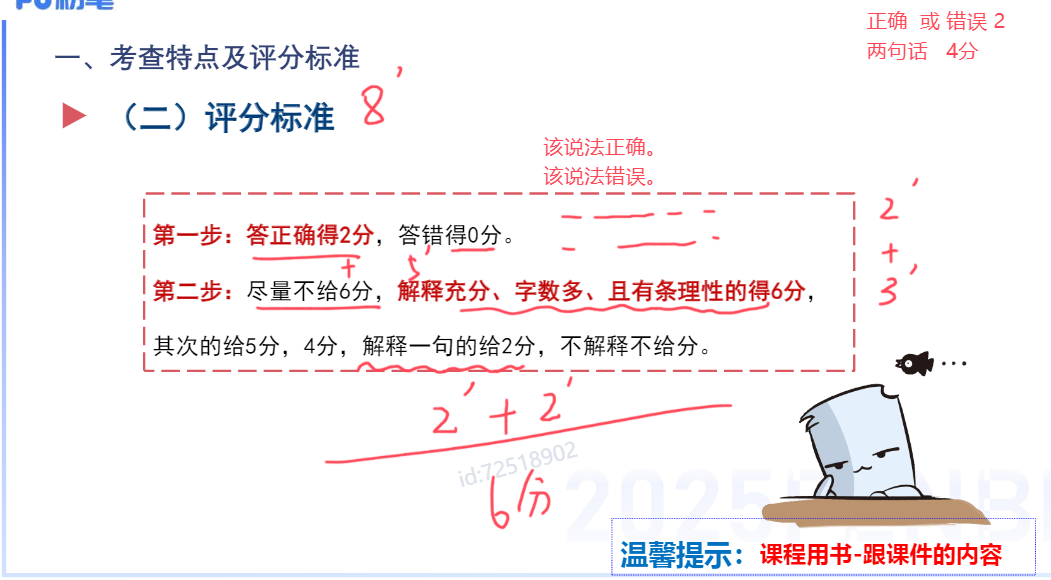 粉笔
正确 或 错误 2
两句话 4分
一、考查特点及评分标准
（二）评分标准 8'
该说法正确。
该说法错误。
第一步：答正确得2分，答错得0分。
2'
+
3'
+ 5'
第二步：尽量不给6分，解释充分、字数多、且有条理性的得6分，
其次的给5分，4分，解释一句的给2分，不解释不给分。
...
2' + 2'
id:72518902
6分
温馨提示：课程用书-跟课件的内容